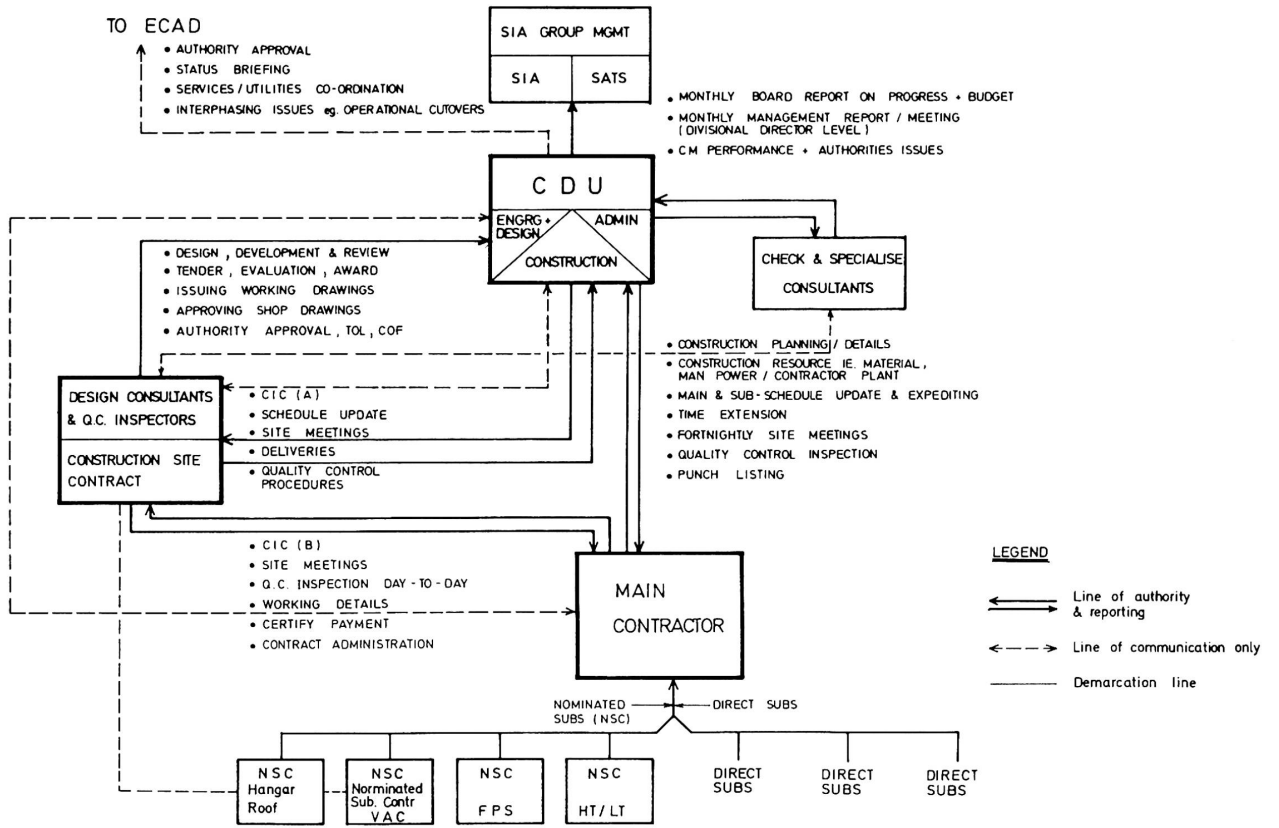 TO ECAD
• AUTHORITY APPROVAL
• STATUS BRIEFING
• SERVICES / UTILITIES CO-ORDINATION
• INTERPHASING ISSUES eg. OPERATIONAL CUTOVERS
SIA GROUP MGMT
SIA
SATS
• MONTHLY BOARD REPORT ON PROGRESS + BUDGET
• MONTHLY MANAGEMENT REPORT / MEETING
(DIVISIONAL DIRECTOR LEVEL)
• CM PERFORMANCE + AUTHORITIES ISSUES
CDU
ENGRG +
DESIGN
ADMIN
CONSTRUCTION
CHECK & SPECIALISE
CONSULTANTS
• DESIGN , DEVELOPMENT & REVIEW
• TENDER , EVALUATION , AWARD
• ISSUING WORKING DRAWINGS
• APPROVING SHOP DRAWINGS
• AUTHORITY APPROVAL , TOL , COF
• CONSTRUCTION PLANNING / DETAILS
• CONSTRUCTION RESOURCE IE. MATERIAL,
MAN POWER / CONTRACTOR PLANT
• MAIN & SUB-SCHEDULE UPDATE & EXPEDITING
• TIME EXTENSION
• FORTNIGHTLY SITE MEETINGS
• QUALITY CONTROL INSPECTION
• PUNCH LISTING
DESIGN CONSULTANTS
& Q.C. INSPECTORS
CONSTRUCTION SITE
CONTRACT
• CIC (A)
• SCHEDULE UPDATE
• SITE MEETINGS
• DELIVERIES
• QUALITY CONTROL
PROCEDURES
• CIC (B)
• SITE MEETINGS
• Q.C. INSPECTION DAY-TO-DAY
• WORKING DETAILS
• CERTIFY PAYMENT
• CONTRACT ADMINISTRATION
MAIN
CONTRACTOR
LEGEND
Line of authority
& reporting
Line of communication only
Demarcation line
NOMINATED
SUBS (NSC)
DIRECT SUBS
NSC
Hangar
Roof
NSC
Norminated
Sub. Contr
VAC
NSC
FPS
NSC
HT/LT
DIRECT
SUBS
DIRECT
SUBS
DIRECT
SUBS